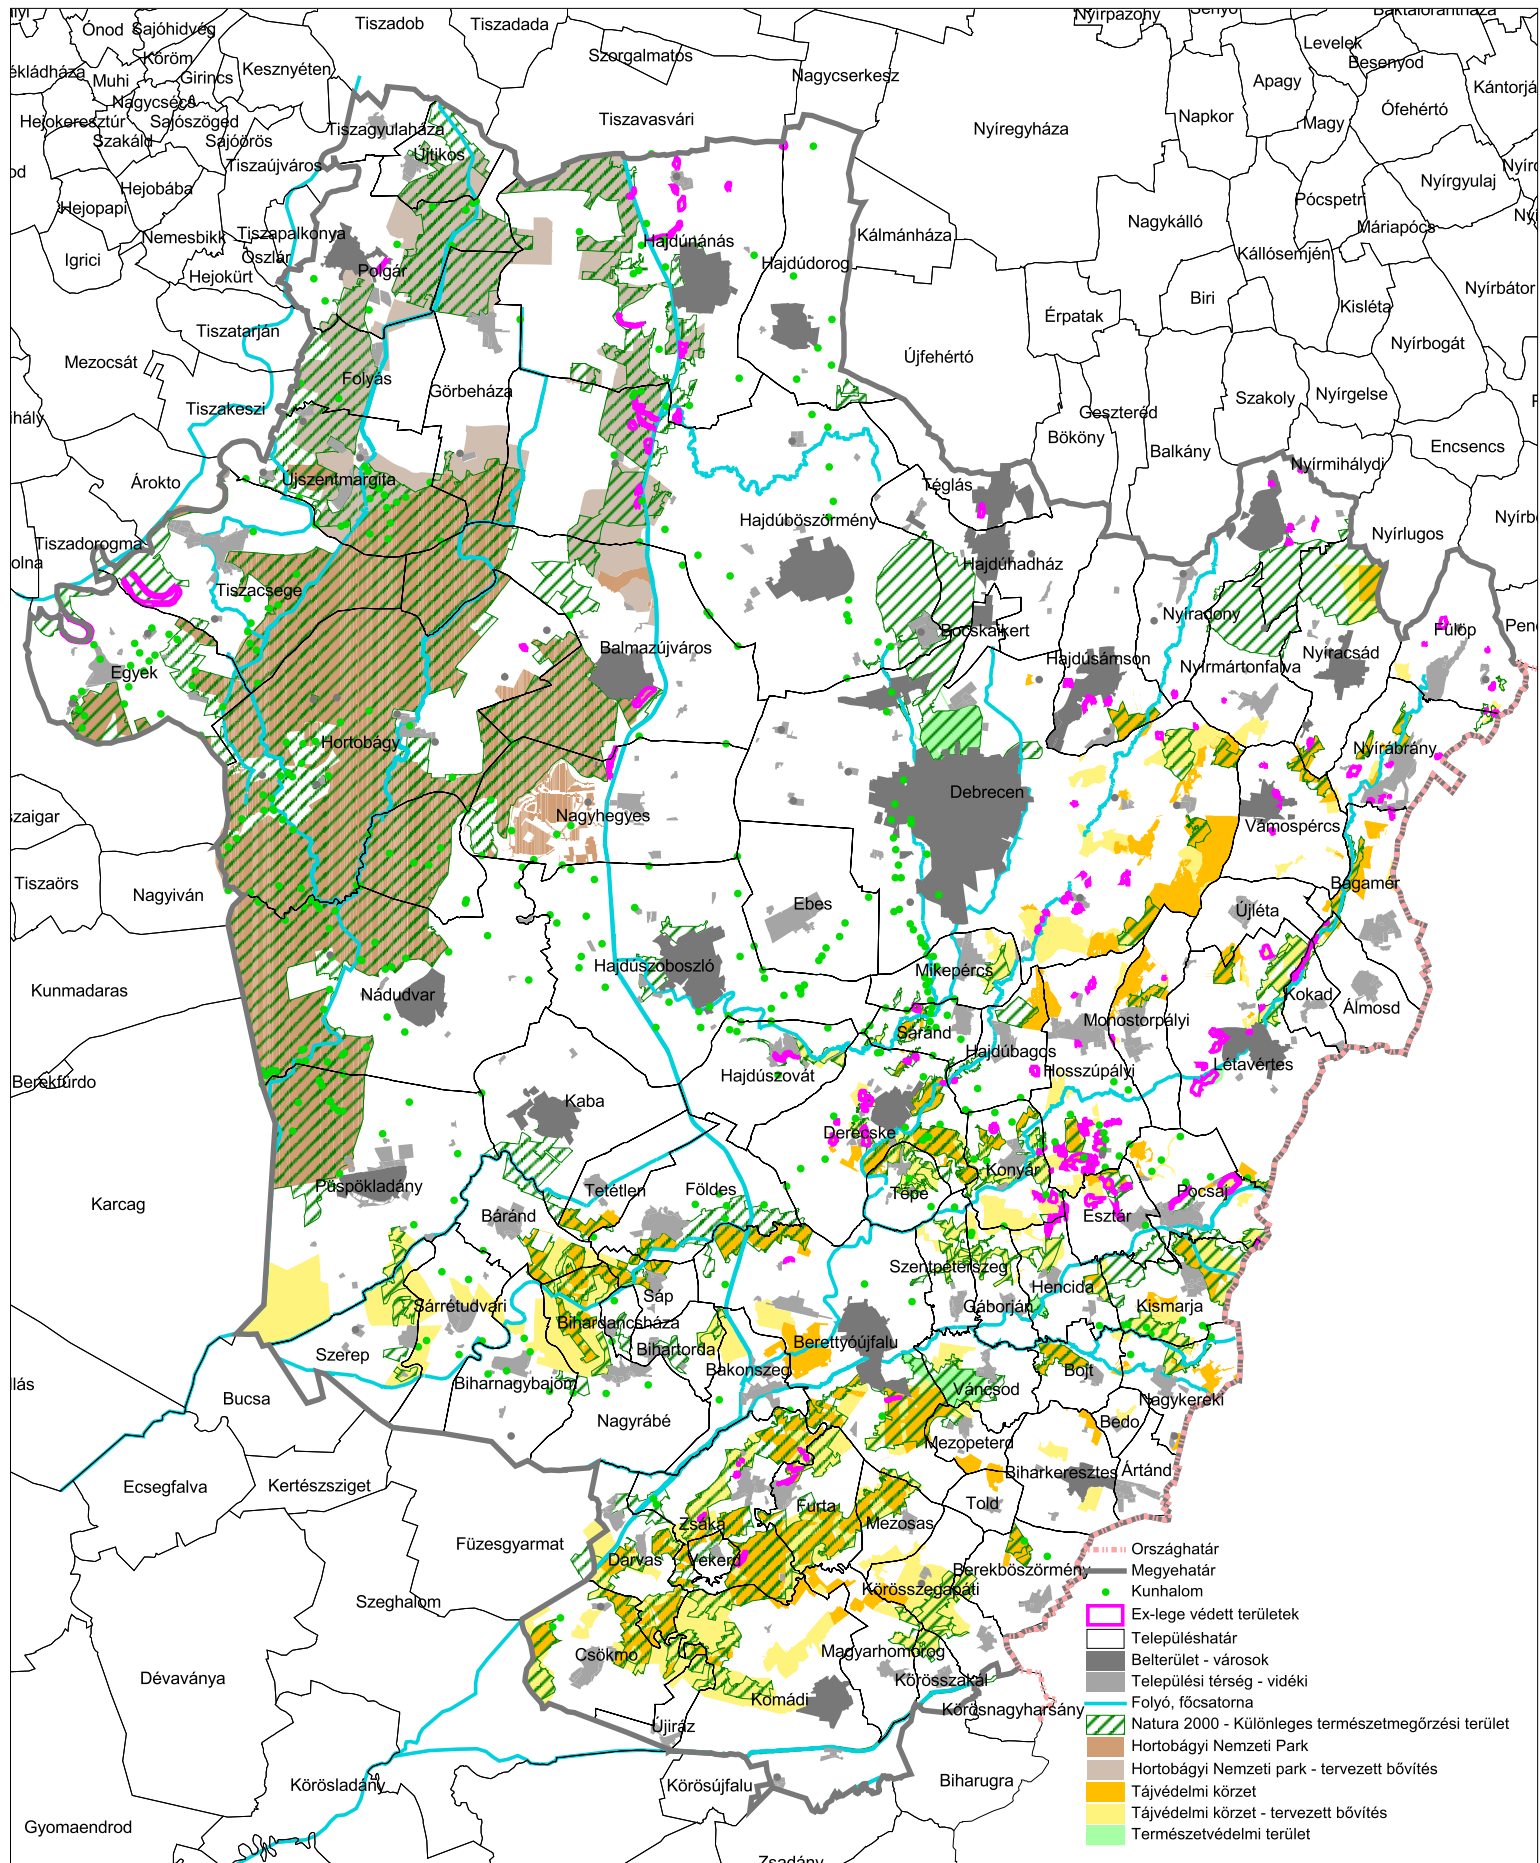 Ónod
Sajóhidvég
Tiszadob
Tiszadada
Nyírpazony
Senyo
Baktalórántháza
Köröm
Kesznyéten
Szorgalmatos
Levelek
Besenyod
Muhi
Girincs
Nagycserkesz
Apagy
Kántorjá
Nagycsécs
Ófehértó
Hejokeresztúr
Sajószöged
Tiszavasvári
Napkor
Magy
Szakáld
Sajóörös
Tiszagyulaháza
Nyíregyháza
Tiszaújváros
Újtikos
Hejobába
Nyírgyulaj
Hejopapi
Pócspetri
Nagykálló
Máriapócs
Nemesbikk
Tiszapalkonya
Hajdúnánás
Kálmánháza
Igrici
Oszlár
Kállósemjén
Hejokürt
Polgár
Hajdúdorog
Nyírbátor
Biri
Kisléta
Tiszatarján
Érpatak
Mezocsát
Újfehértó
Nyírbogát
Folyás
Görbeháza
Szakoly
Nyírgelse
Tiszakeszi
Geszteréd
ihály
Bököny
Balkány
Encsencs
Árokto
Újszentmargita
Téglás
Nyírmihálydi
Hajdúböszörmény
Tiszadorogma
Nyírlugos
olna
Hajdúhadház
Tiszacsege
Nyíradony
Bocskaikert
Fülöp
Pene
Balmazújváros
Hajdúsámson
Nyírmártonfalva
Nyíracsád
Egyek
Hortobágy
Nyírábrány
Debrecen
szaigar
Nagyhegyes
Vámospércs
Tiszaörs
Nagyiván
Bagamér
Ebes
Újléta
Hajdúszoboszló
Mikepércs
Kunmadaras
Nádudvar
Kokad
Álmosd
Monostorpályi
Sáránd
Hajdúbagos
Létavértes
Hajdúszovát
Hosszúpályi
Berekfürdo
Kaba
Derecske
Konyár
Püspökladány
Tetétlen
Földes
Tépe
Pocsaj
Karcag
Báránd
Esztár
Szentpéterszeg
Hencida
Sáp
Sárrétudvari
Gáborján
Kismarja
Bihardancsháza
Szerep
Bihartorda
Berettyóújfalu
Bakonszeg
Bojt
llás
Biharnagybajom
Váncsod
Bucsa
Nagykereki
Nagyrábé
Bedo
Mezopeterd
Biharkeresztes
Ártánd
Ecsegfalva
Kertészsziget
Told
Furta
Zsáka
Mezosas
Füzesgyarmat
Darvas
Vekerd
Berekböszörmény
Körösszegapáti
Szeghalom
Csökmo
Magyarhomorog
Dévaványa
Körösszakál
Komádi
Körösnagyharsány
Újiráz
Körösladány
Körösújfalu
Biharugra
Gyomaendrod
Zsadány
Országhatár
Megyehatár
Kunhalom
Ex-lege védett területek
Településhatár
Belterület - városok
Települési térség - vidéki
Folyó, főcsatorna
Natura 2000 - Különleges természetmegőrzési terület
Hortobágyi Nemzeti Park
Hortobágyi Nemzeti park - tervezett bővítés
Tájvédelmi körzet
Tájvédelmi körzet - tervezett bővítés
Természetvédelmi terület